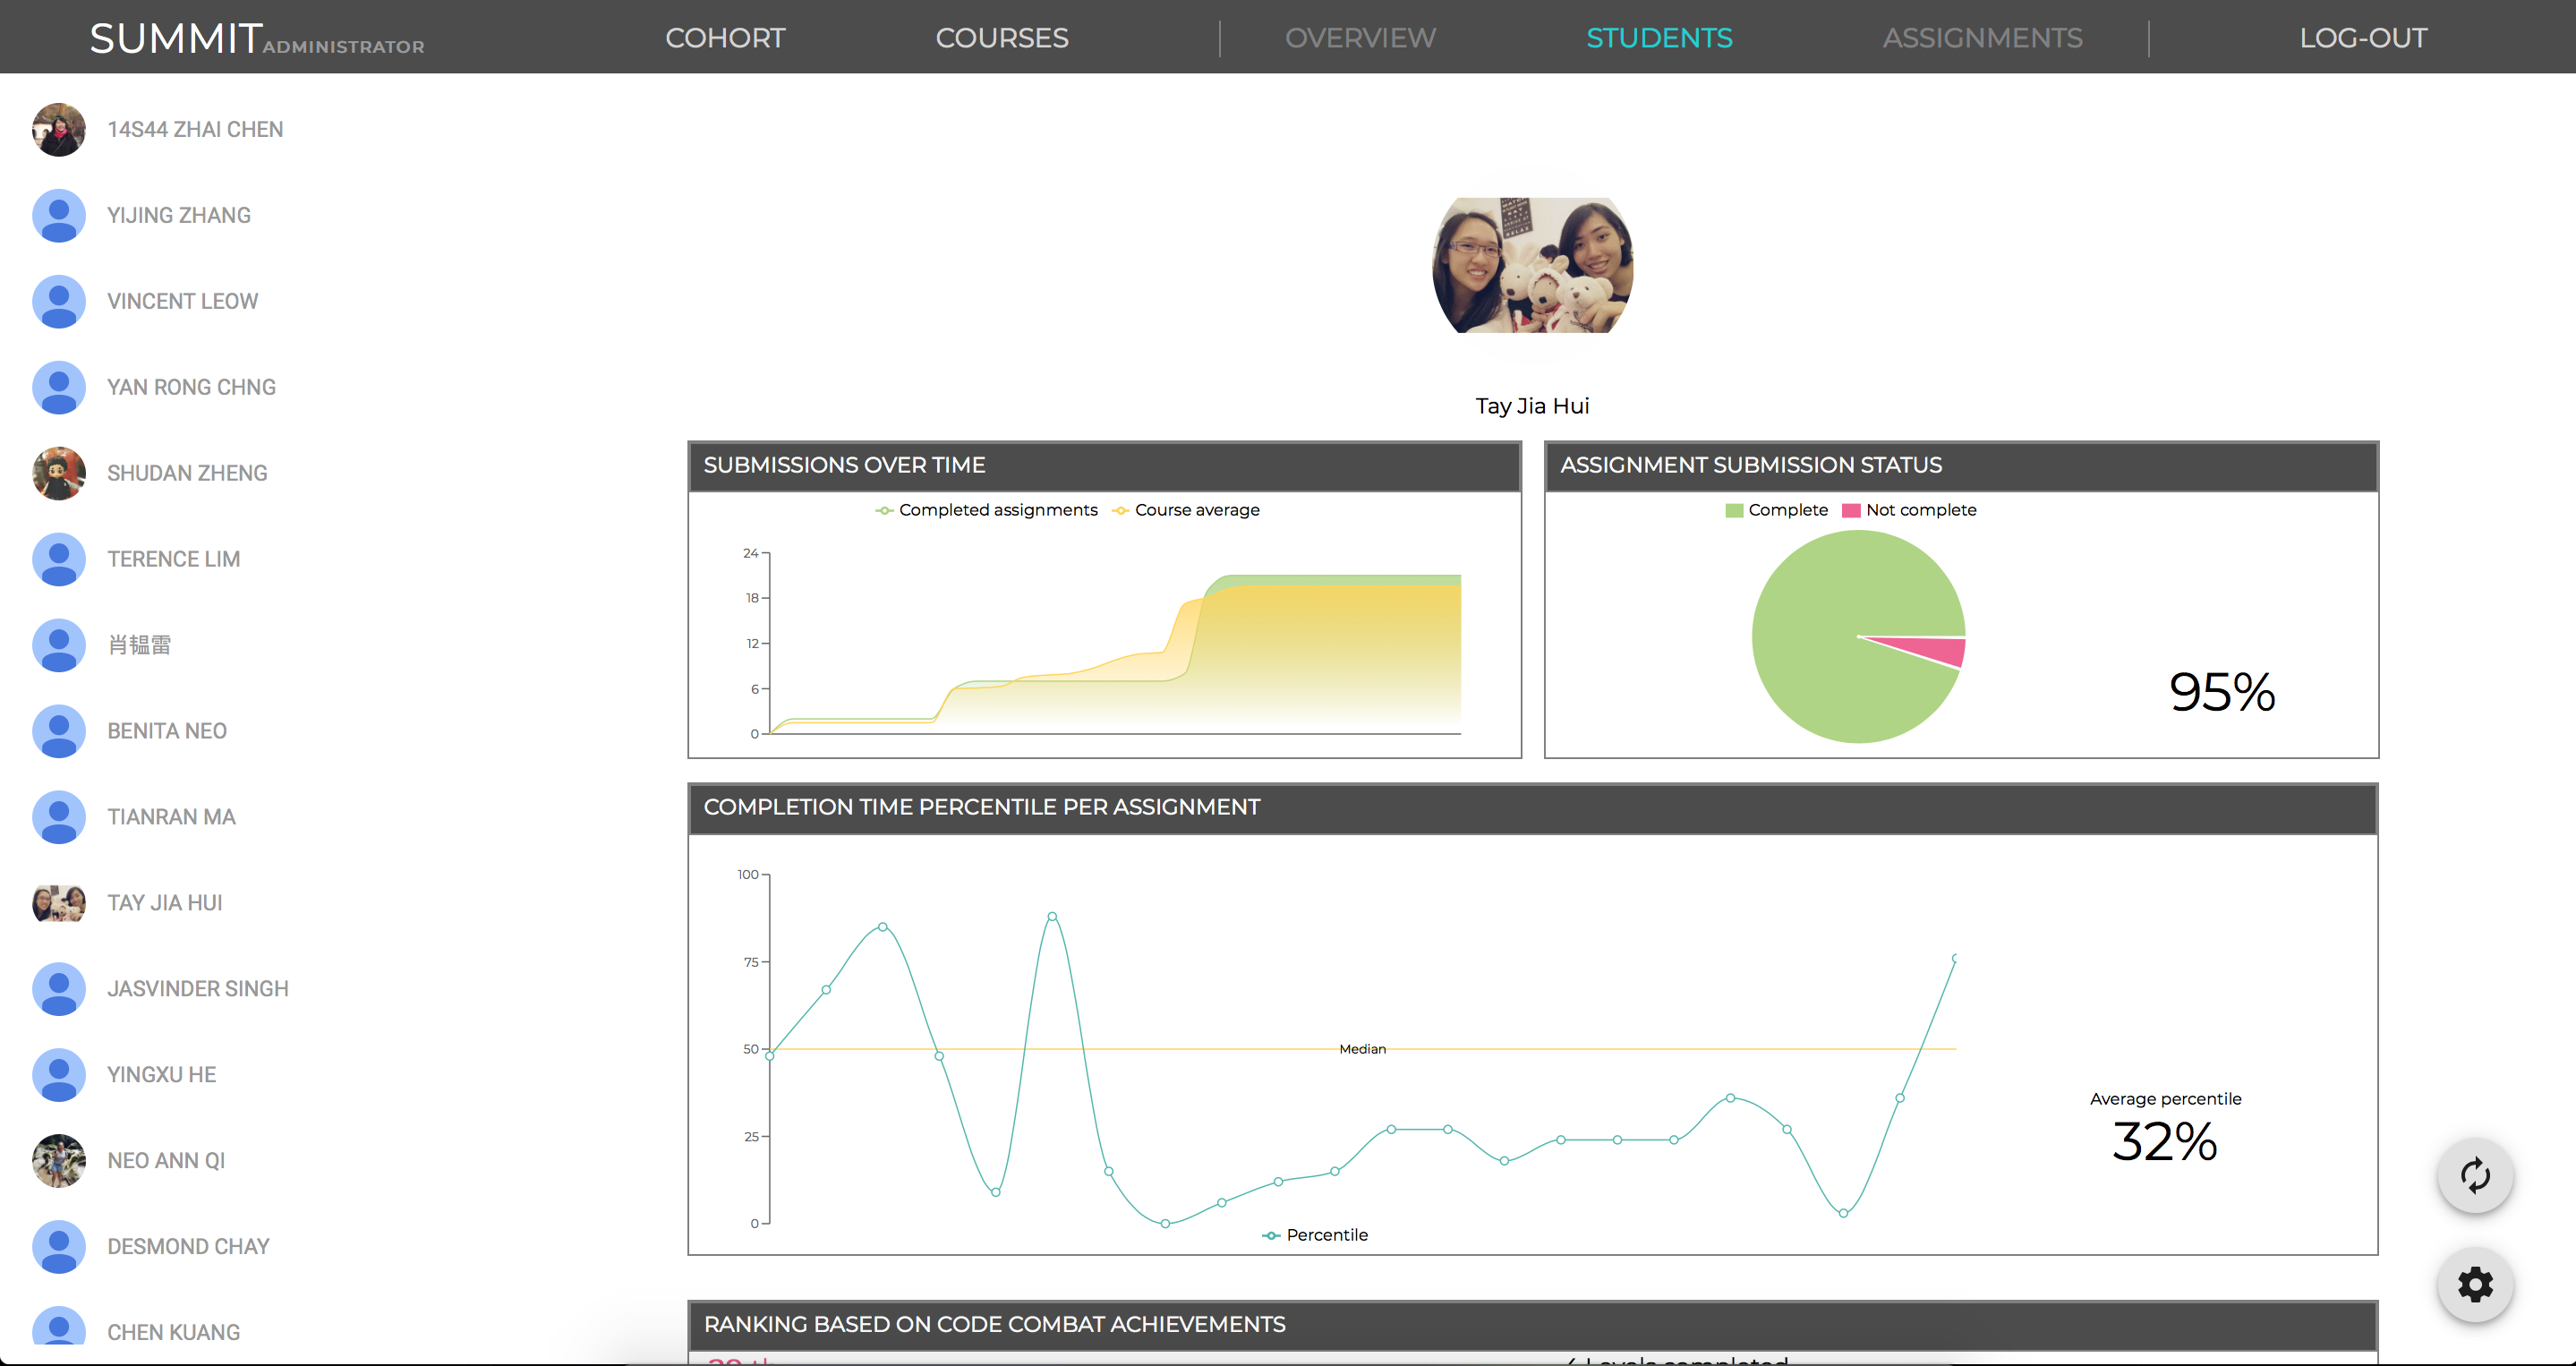 SUMMIT ADMINISTRATOR
COHORT
COURSES
OVERVIEW
STUDENTS
ASSIGNMENTS
LOG-OUT
14S44 ZHAI CHEN
YIJING ZHANG
VINCENT LEOW
YAN RONG CHNG
SHUDAN ZHENG
TERENCE LIM
肖韫雷
BENITA NEO
TIANRAN MA
TAY JIA HUI
JASVINDER SINGH
YINGXU HE
NEO ANN QI
DESMOND CHAY
CHEN KUANG
RELAX
Tay Jia Hui
SUBMISSIONS OVER TIME
Completed assignments
Course average
24
18
12
6
0
ASSIGNMENT SUBMISSION STATUS
Complete
Not complete
95%
COMPLETION TIME PERCENTILE PER ASSIGNMENT
100
75
50
25
0
Median
Percentile
Average percentile
32%
RANKING BASED ON CODE COMBAT ACHIEVEMENTS
Levels completed